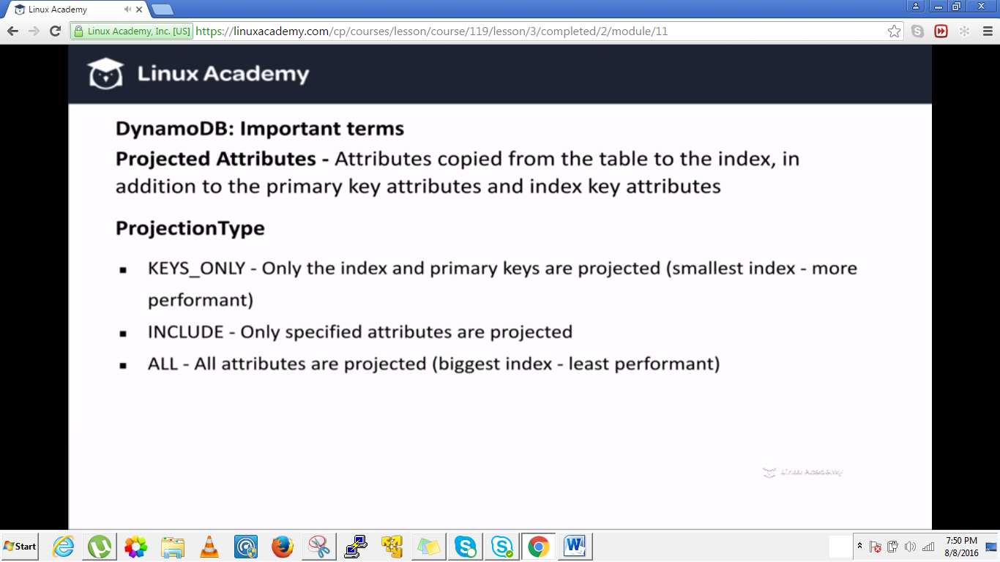 Linux Academy
Linux Academy, Inc. [US] https://linuxacademy.com/cp/courses/lesson/course/119/lesson/3/completed/2/module/11
Linux Academy
DynamoDB: Important terms
Projected Attributes - Attributes copied from the table to the index, in
addition to the primary key attributes and index key attributes
ProjectionType
▪ KEYS_ONLY - Only the index and primary keys are projected (smallest index - more
performant)
▪ INCLUDE - Only specified attributes are projected
▪ ALL - All attributes are projected (biggest index - least performant)
Linux Academy
Start
7:50 PM
8/8/2016